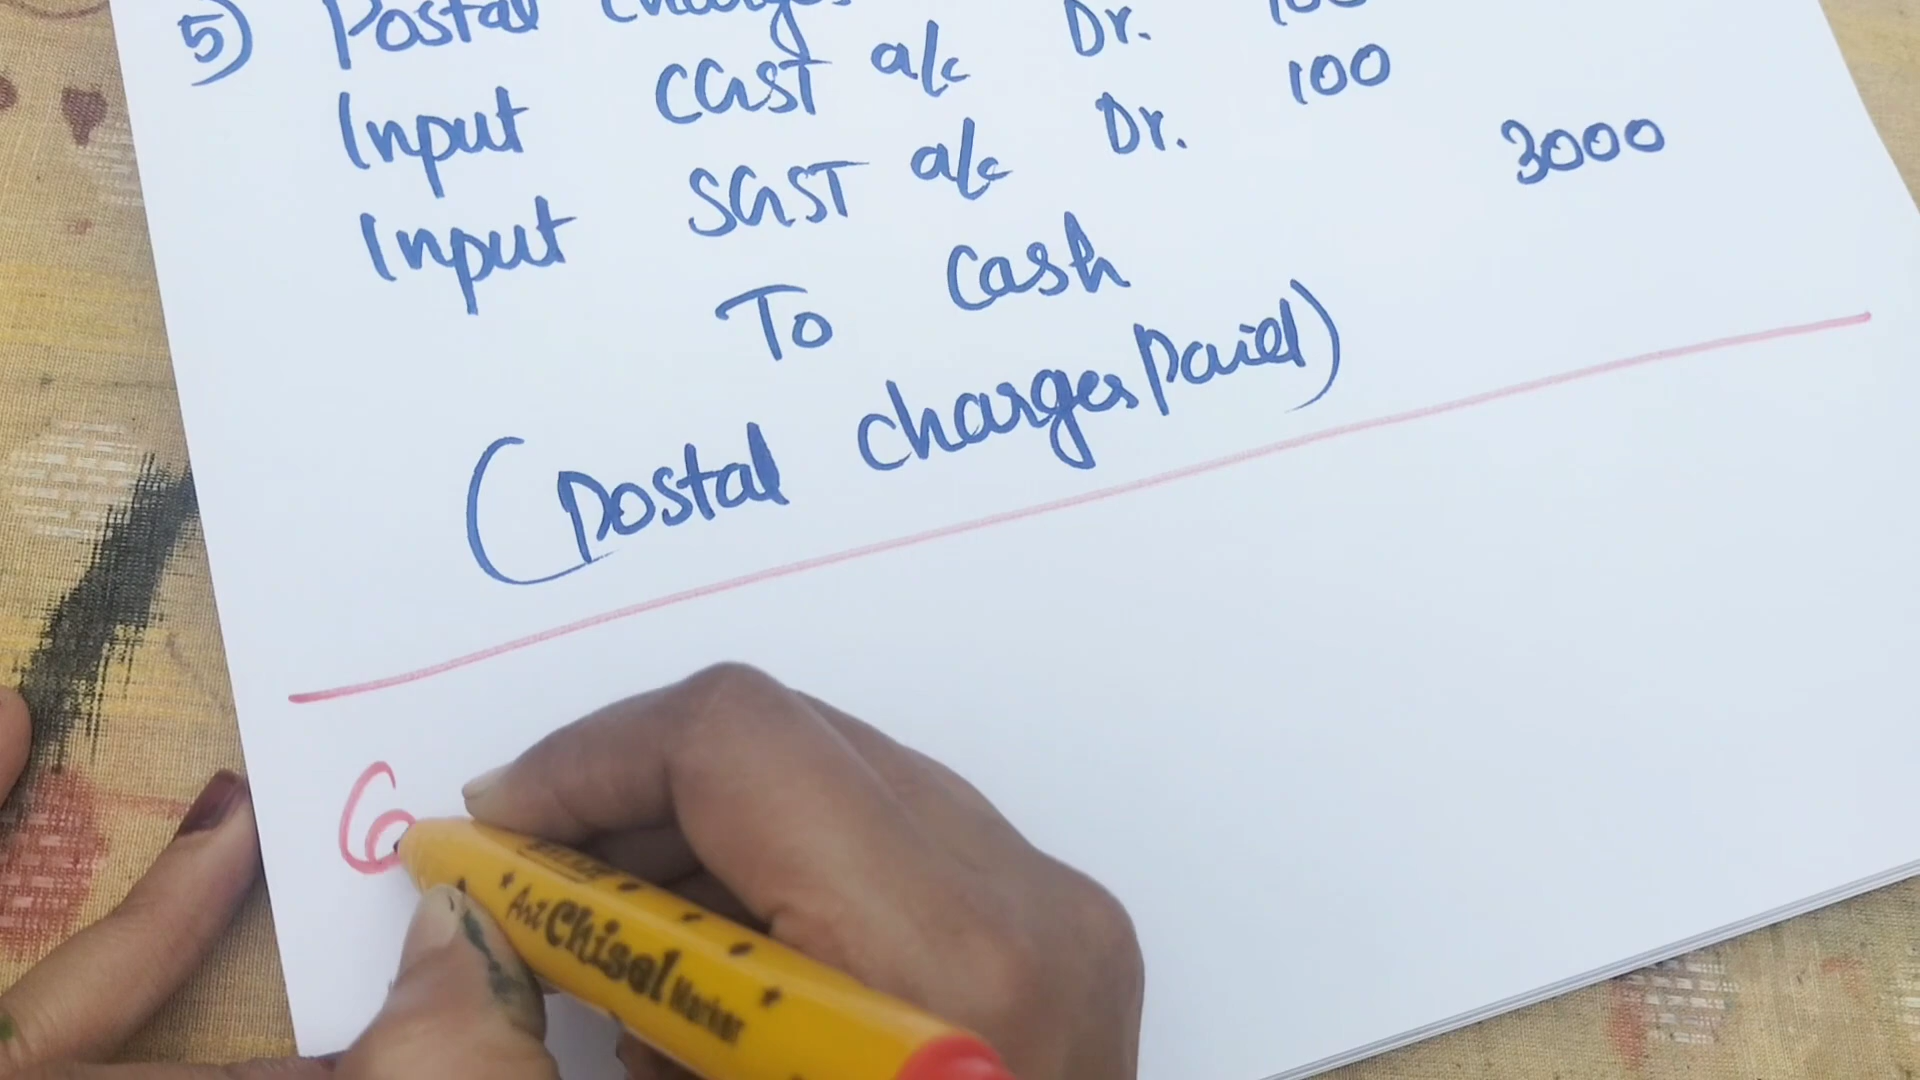 5) Postal charges
Input CGST a/c Dr. 100
Input SGST a/c Dr. 100
To Cash 3000
(Postal charges paid)
6
Art Chisel Marker